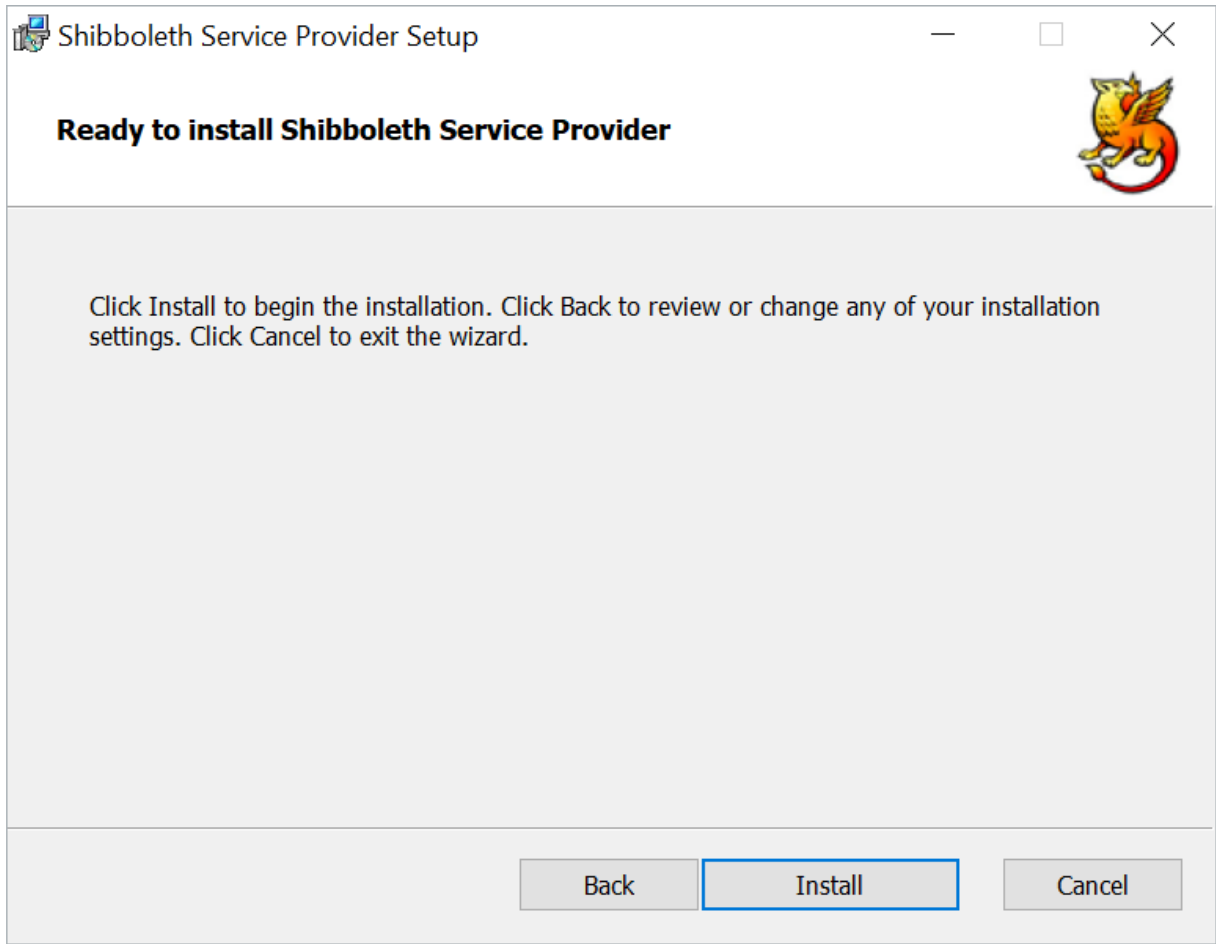 Shibboleth Service Provider Setup
Ready to install Shibboleth Service Provider
Click Install to begin the installation. Click Back to review or change any of your installation
settings. Click Cancel to exit the wizard.
Back Install Cancel